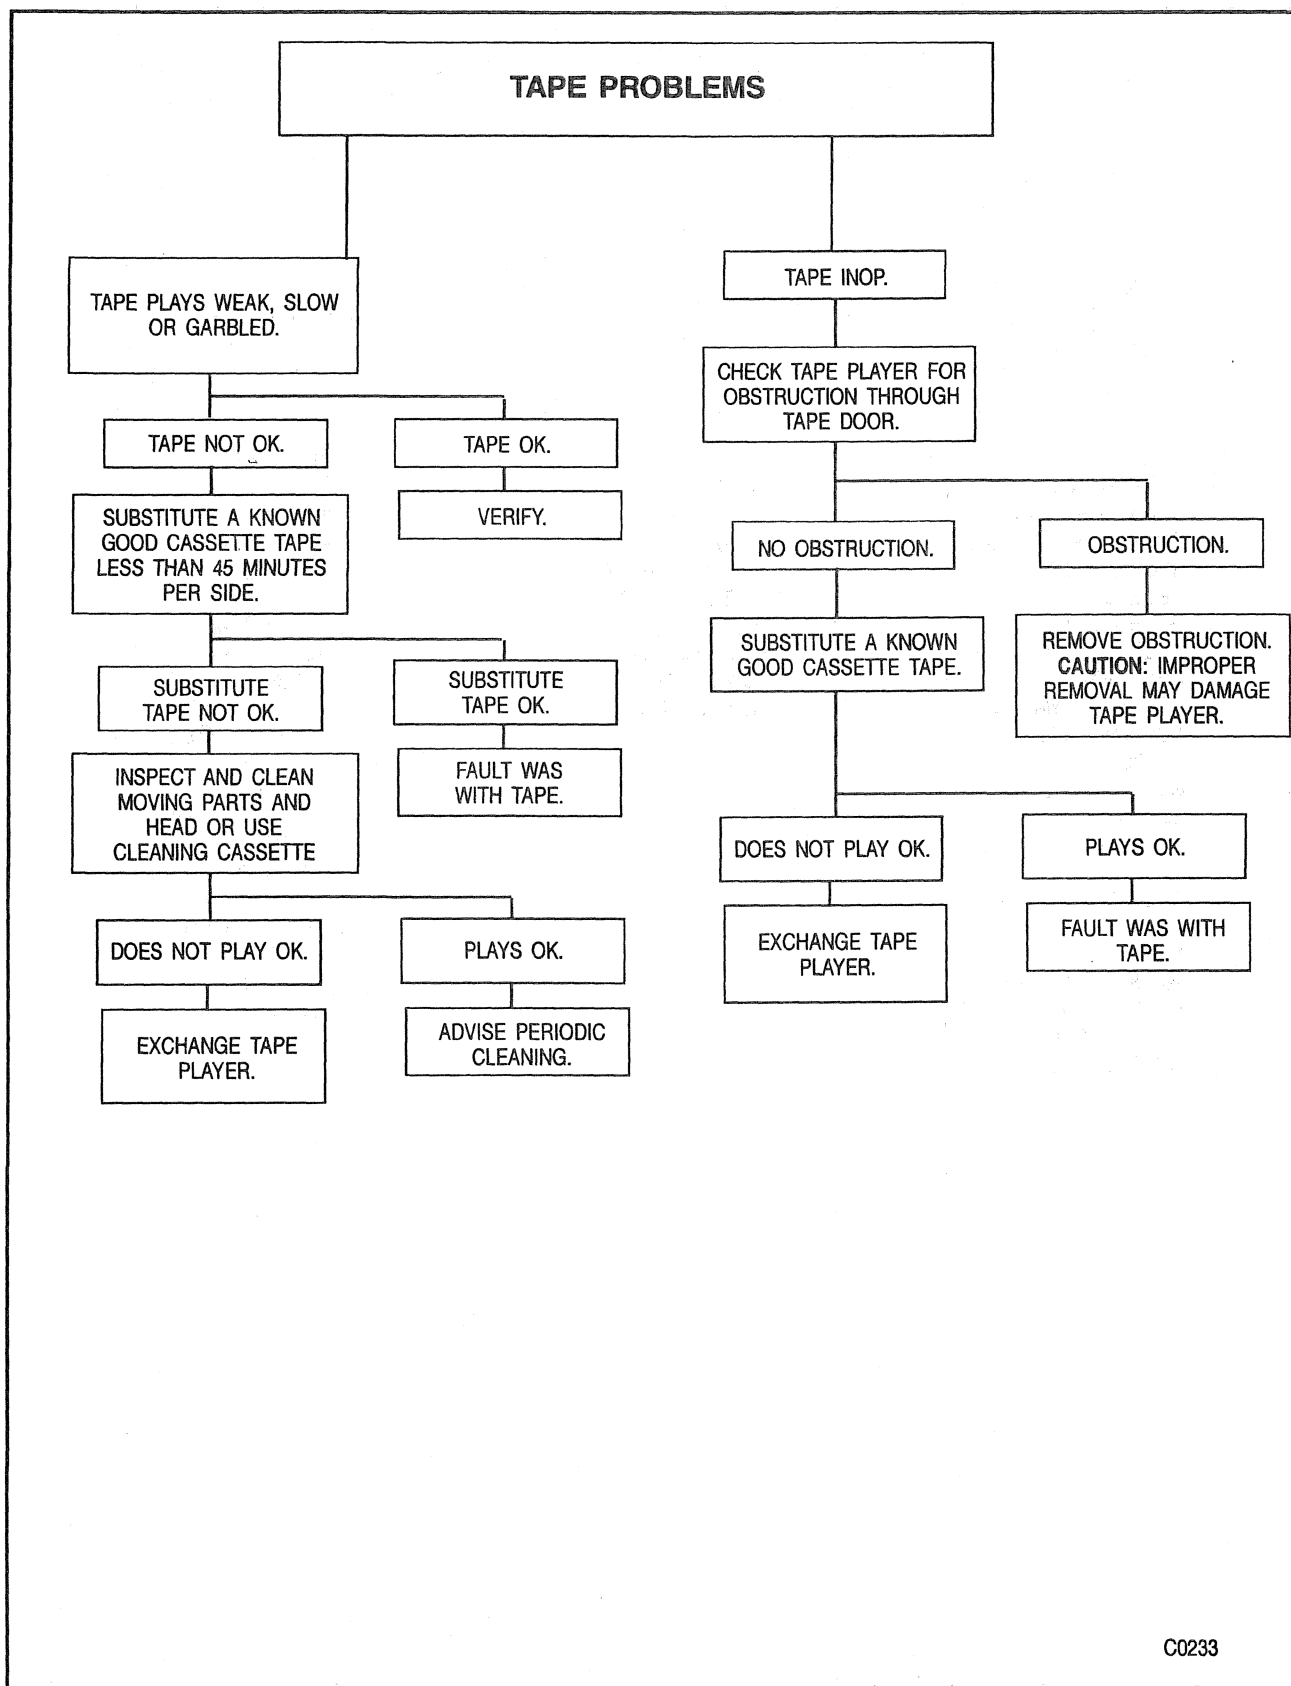 TAPE PROBLEMS
TAPE PLAYS WEAK, SLOW
OR GARBLED.
TAPE NOT OK.
TAPE OK.
SUBSTITUTE A KNOWN
GOOD CASSETTE TAPE
LESS THAN 45 MINUTES
PER SIDE.
VERIFY.
SUBSTITUTE
TAPE NOT OK.
SUBSTITUTE
TAPE OK.
INSPECT AND CLEAN
MOVING PARTS AND
HEAD OR USE
CLEANING CASSETTE
FAULT WAS
WITH TAPE.
DOES NOT PLAY OK.
PLAYS OK.
EXCHANGE TAPE
PLAYER.
ADVISE PERIODIC
CLEANING.
TAPE INOP.
CHECK TAPE PLAYER FOR
OBSTRUCTION THROUGH
TAPE DOOR.
NO OBSTRUCTION.
OBSTRUCTION.
SUBSTITUTE A KNOWN
GOOD CASSETTE TAPE.
REMOVE OBSTRUCTION.
CAUTION: IMPROPER
REMOVAL MAY DAMAGE
TAPE PLAYER.
DOES NOT PLAY OK.
PLAYS OK.
EXCHANGE TAPE
PLAYER.
FAULT WAS WITH
TAPE.
C0233